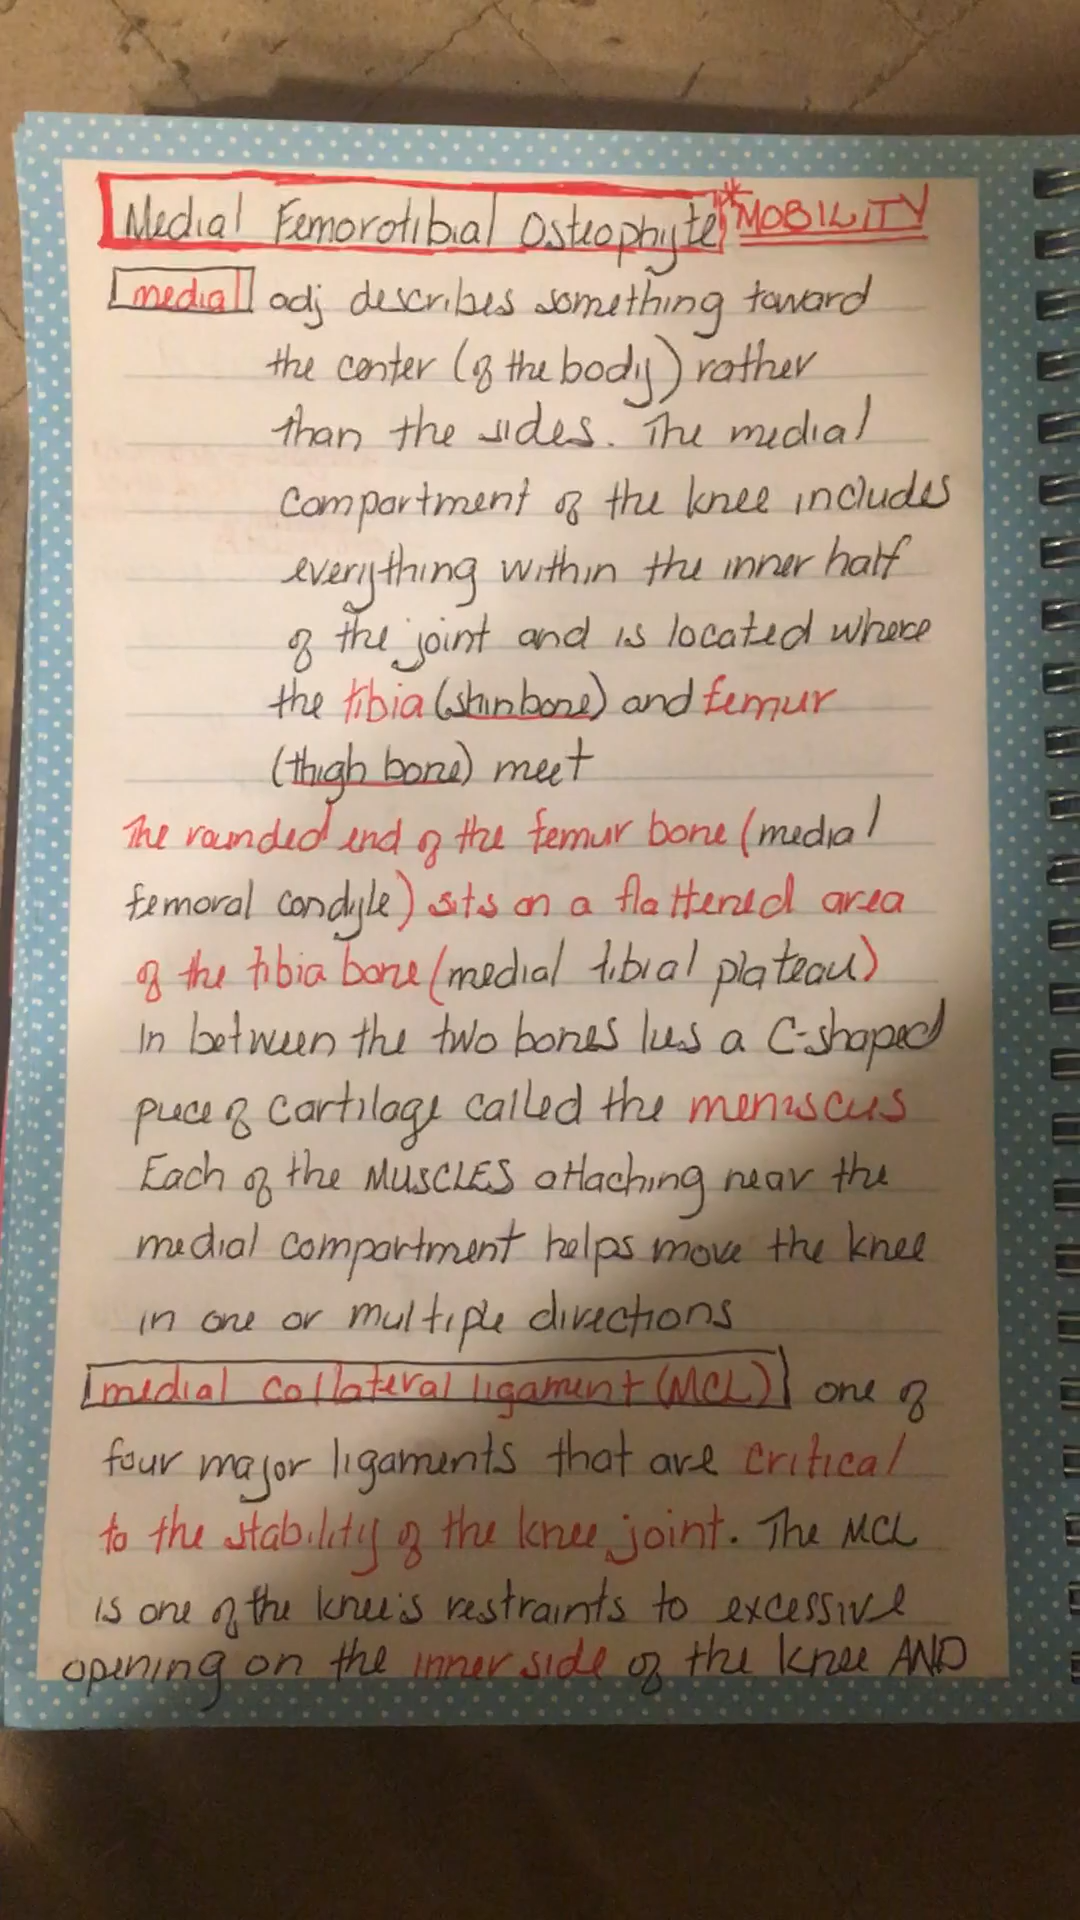 Medial Femorotibial Osteophyte *MOBILITY
medial adj describes something toward
the center (of the body) rather
than the sides. The medial
compartment of the knee includes
everything within the inner half
of the joint and is located where
the tibia (shinbone) and femur
(thigh bone) meet
The rounded end of the femur bone (medial
femoral condyle) sits on a flattened area
of the tibia bone (medial tibial plateau)
In between the two bones lies a C-shaped
piece of cartilage called the meniscus
Each of the MUSCLES attaching near the
medial compartment helps move the knee
in one or multiple directions
medial collateral ligament (MCL) one of
four major ligaments that are critical
to the stability of the knee joint. The MCL
is one of the knee's restraints to excessive
opening on the inner side of the knee AND